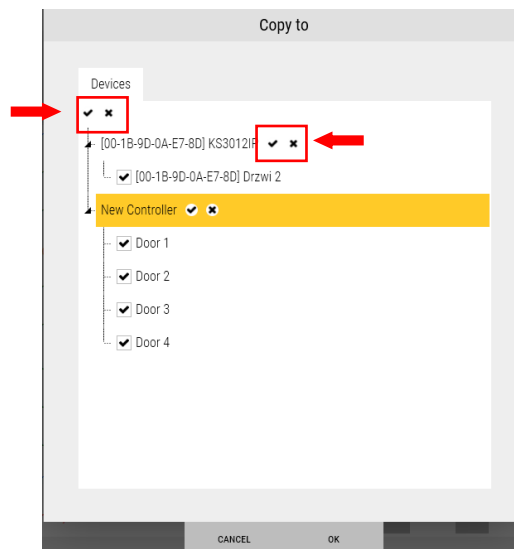 Copy to
Devices
[00-1B-9D-0A-E7-8D] KS3012IP
[00-1B-9D-0A-E7-8D] Drzwi 2
New Controller
Door 1
Door 2
Door 3
Door 4
CANCEL OK